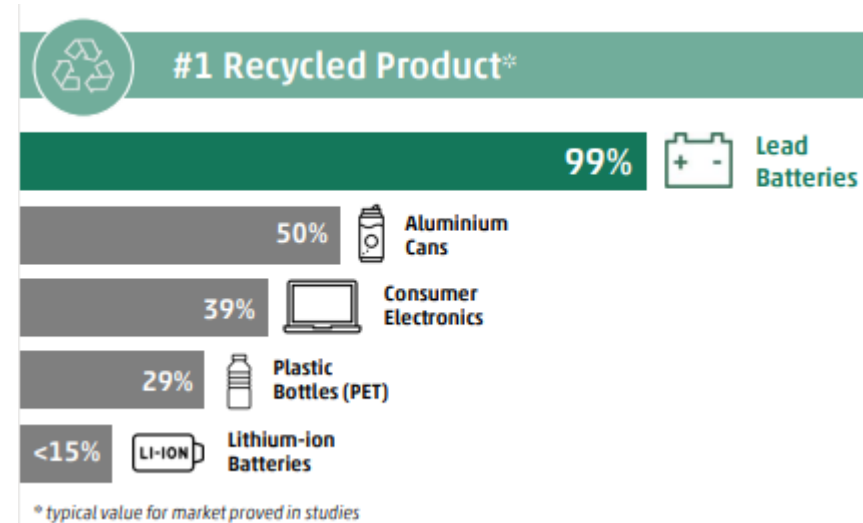 #1 Recycled Product*
99%
+ -
Lead
Batteries
50%
Aluminium
Cans
39%
Consumer
Electronics
29%
Plastic
Bottles (PET)
<15%
LI-ION
Lithium-ion
Batteries
* typical value for market proved in studies